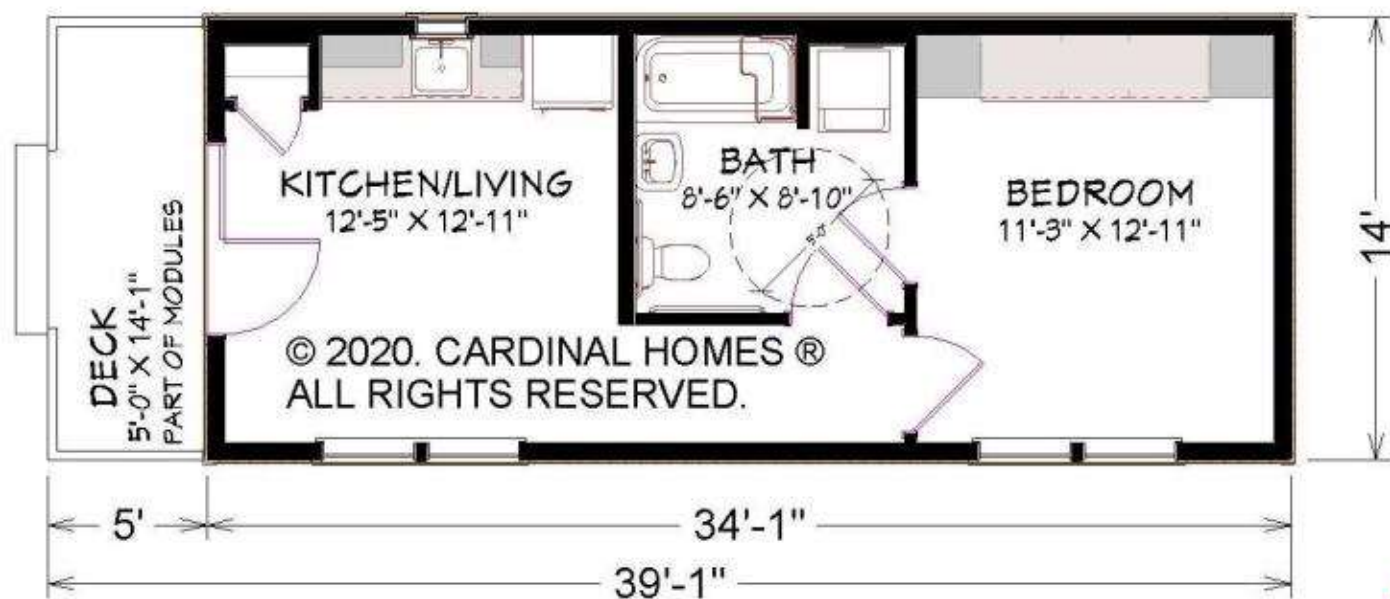 KITCHEN/LIVING
12'-5" X 12'-11"
BATH
8'-6" X 8'-10"
5'-0"
BEDROOM
11'-3" X 12'-11"
DECK
5'-0" X 14'-1"
PART OF MODULES
© 2020. CARDINAL HOMES ®
ALL RIGHTS RESERVED.
14'
5'
34'-1"
39'-1"